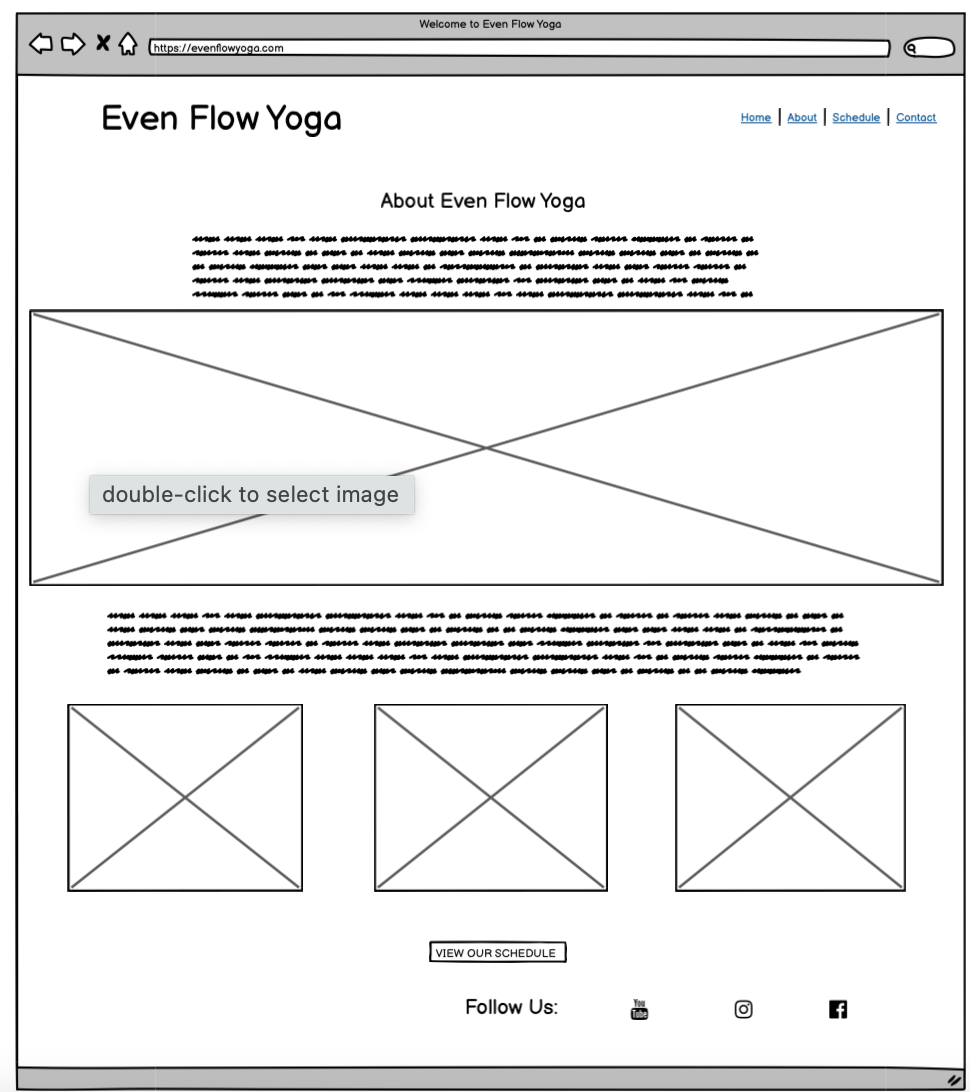 Welcome to Even Flow Yoga
https://evenflowyoga.com
Even Flow Yoga
Home | About | Schedule | Contact
About Even Flow Yoga
double-click to select image
VIEW OUR SCHEDULE
Follow Us:
You
Tube